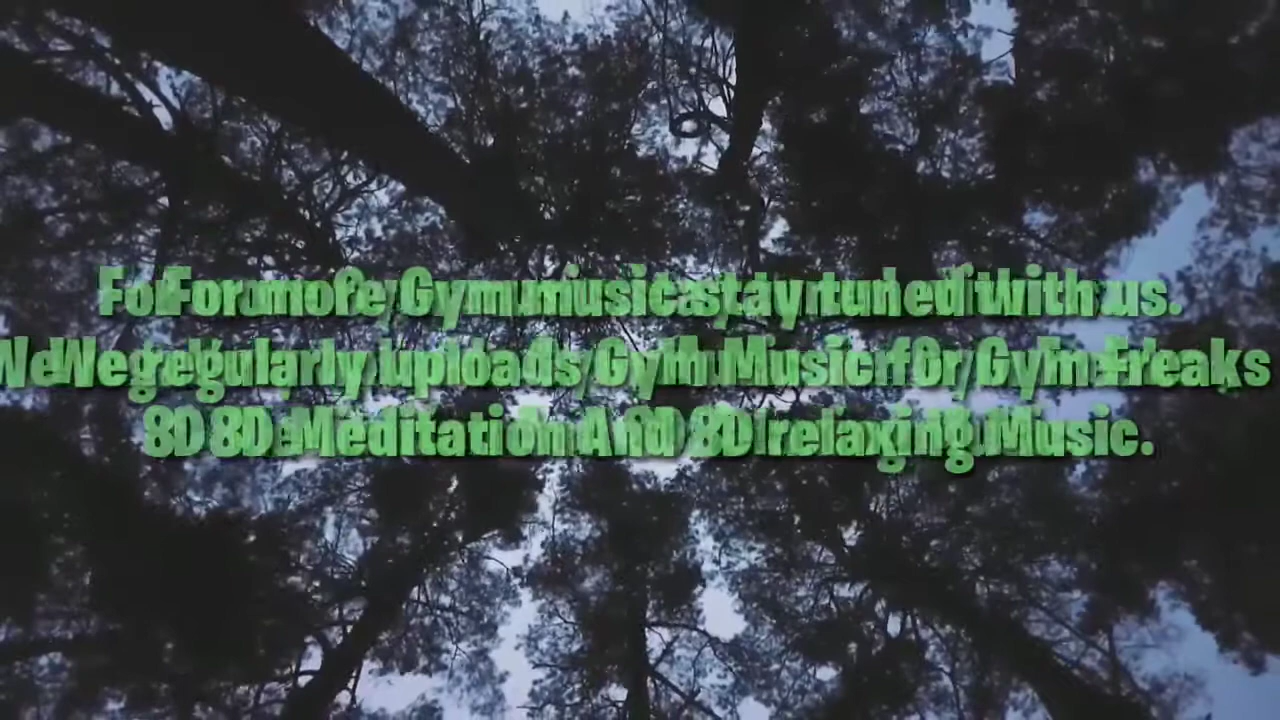 For more Gym music stay tuned with us.
We regularly uploads Gym Music for Gym Freaks
8D Meditation And 8D relaxing Music.